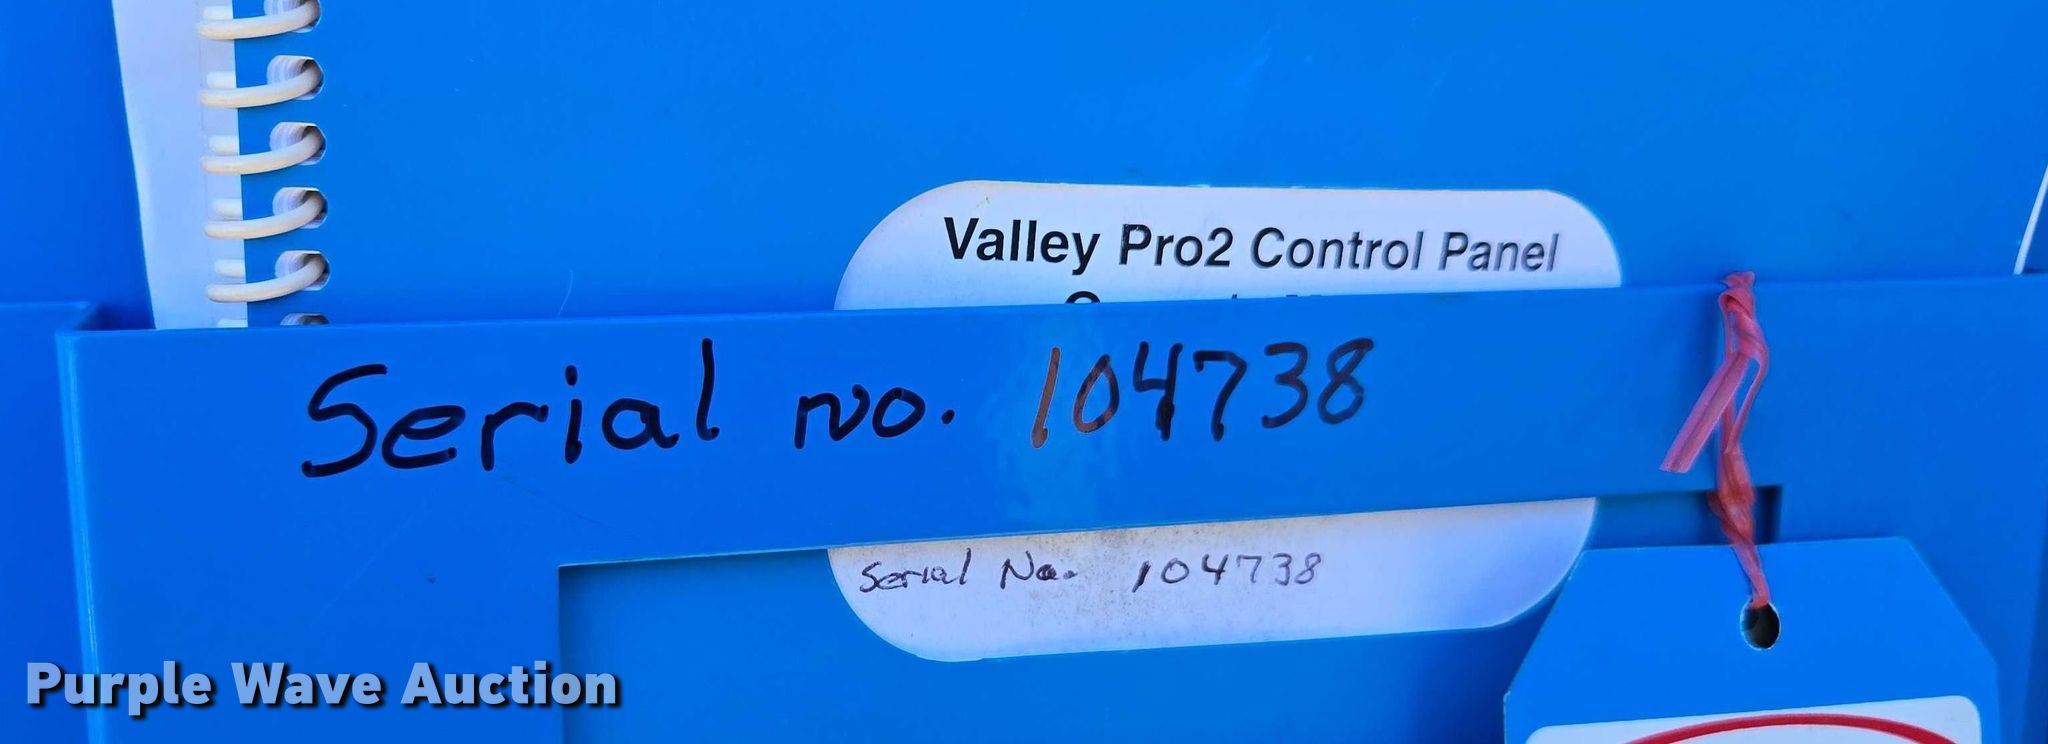 Valley Pro2 Control Panel
Serial no. 104738
Serial No. 104738
Purple Wave Auction